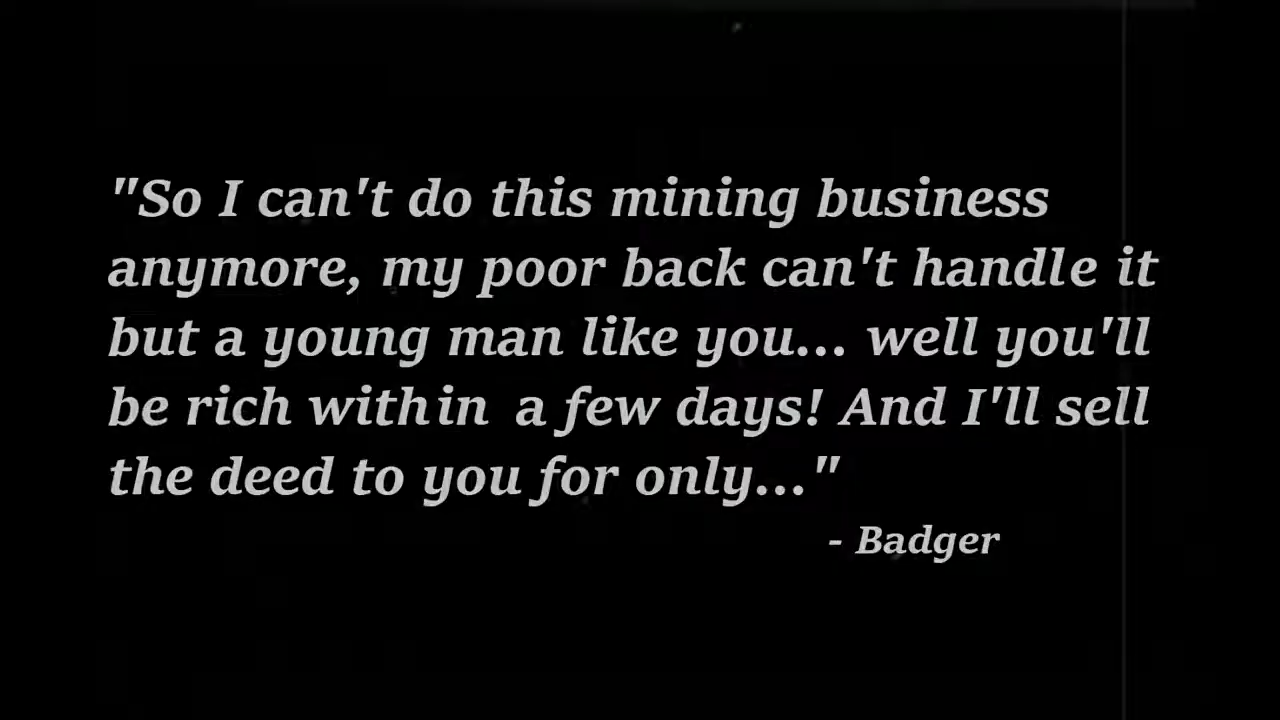 "So I can't do this mining business
anymore, my poor back can't handle it
but a young man like you... well you'll
be rich within a few days! And I'll sell
the deed to you for only..."
- Badger